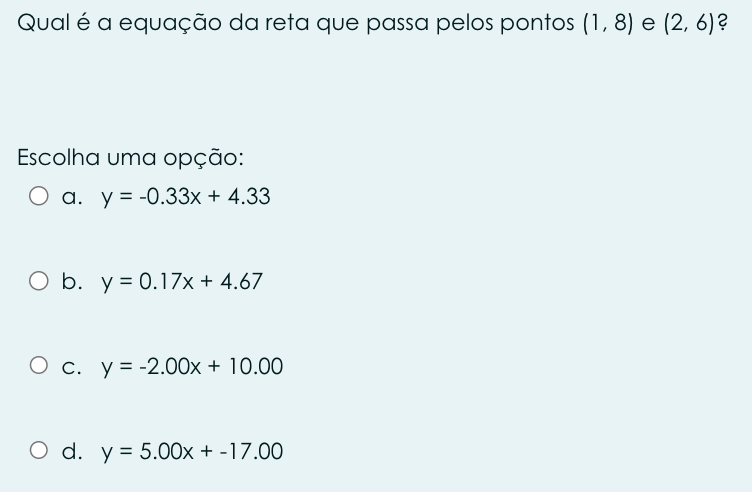 Qual é a equação da reta que passa pelos pontos (1, 8) e (2, 6)?
Escolha uma opção:
a. y = -0.33x + 4.33
b. y = 0.17x + 4.67
c. y = -2.00x + 10.00
d. y = 5.00x + -17.00